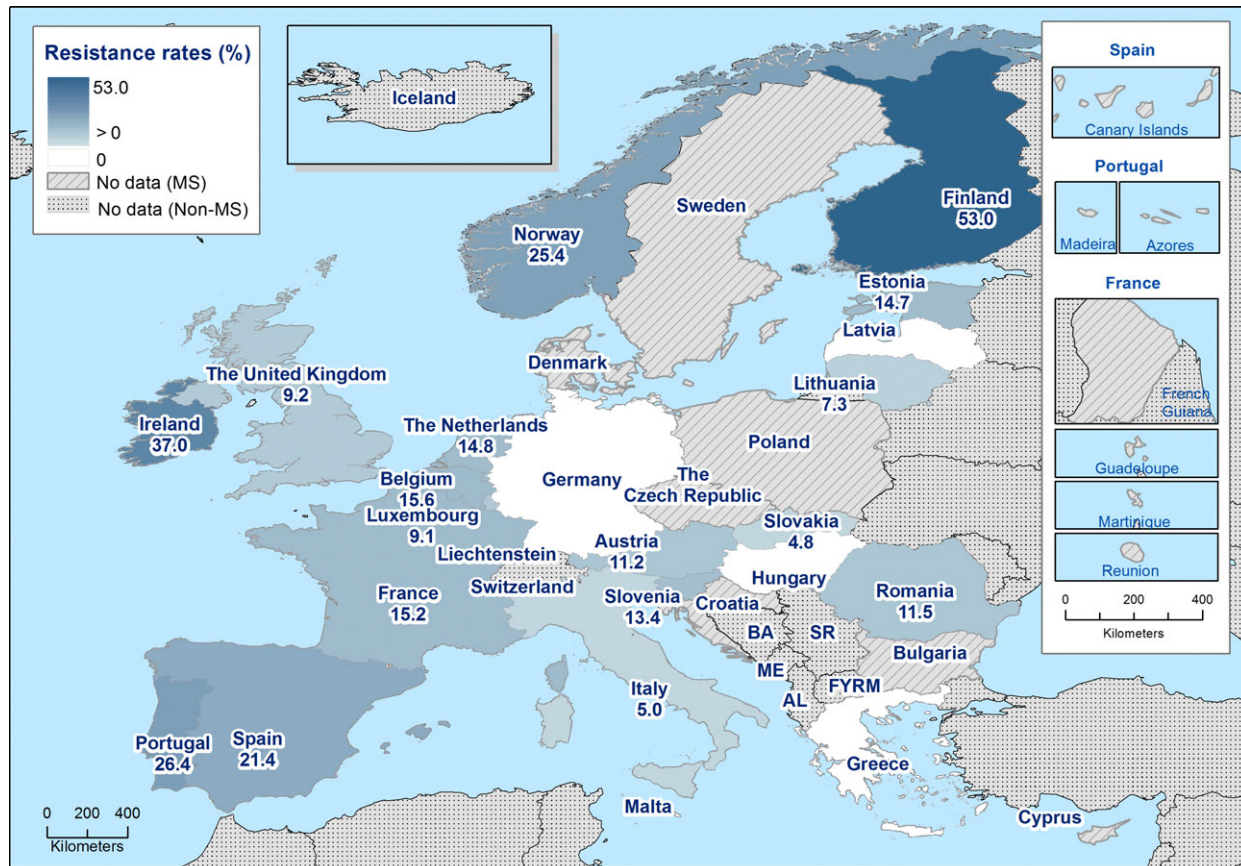 Resistance rates (%)
53.0
> 0
0
No data (MS)
No data (Non-MS)
Iceland
Spain
Canary Islands
Portugal
Madeira
Azores
France
French
Guiana
Guadeloupe
Martinique
Reunion
0 200 400
Kilometers
Sweden
Finland
53.0
Norway
25.4
Estonia
14.7
Latvia
Denmark
Lithuania
7.3
The United Kingdom
9.2
Ireland
37.0
The Netherlands
14.8
Poland
Belgium
15.6
Germany
The
Czech Republic
Luxembourg
9.1
Slovakia
4.8
Austria
11.2
Liechtenstein
Hungary
Switzerland
France
15.2
Slovenia
13.4
Croatia
Romania
11.5
BA
SR
Bulgaria
ME
FYRM
AL
Italy
5.0
Portugal
26.4
Spain
21.4
Greece
Malta
Cyprus
0 200 400
Kilometers